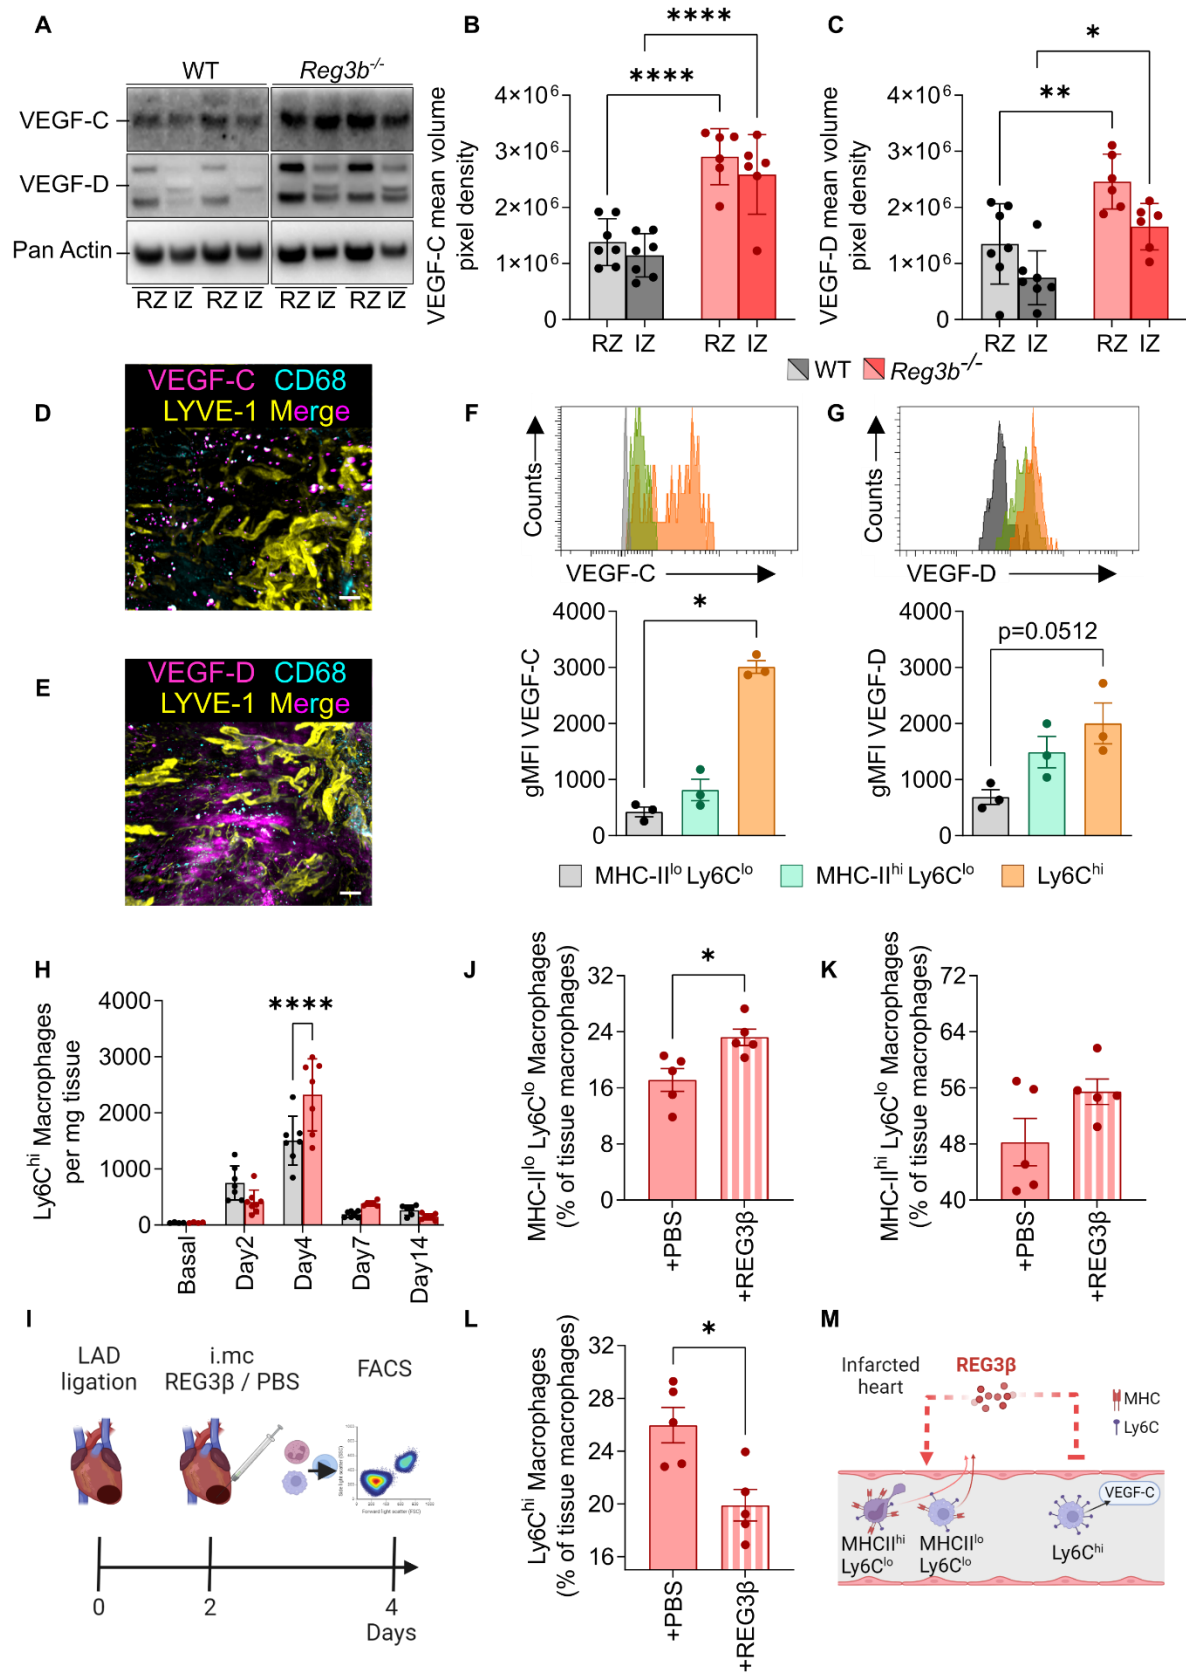 A
WT
Reg3b-/-
VEGF-C
VEGF-D
Pan Actin
RZ IZ RZ IZ RZ IZ RZ IZ
B
VEGF-C mean volume
pixel density
4×10⁶
3×10⁶
2×10⁶
1×10⁶
0
****
****
RZ IZ RZ IZ
C
VEGF-D mean volume
pixel density
4×10⁶
3×10⁶
2×10⁶
1×10⁶
0
**
*
RZ IZ RZ IZ
WT Reg3b-/-
D
VEGF-C CD68
LYVE-1 Merge
E
VEGF-D CD68
LYVE-1 Merge
F
Counts
VEGF-C
gMFI VEGF-C
4000
3000
2000
1000
0
*
G
Counts
VEGF-D
gMFI VEGF-D
4000
3000
2000
1000
0
p=0.0512
MHC-IIlo Ly6Clo MHC-IIhi Ly6Clo Ly6Chi
H
Ly6Chi Macrophages
per mg tissue
4000
3000
2000
1000
0
****
Basal
Day2
Day4
Day7
Day14
J
MHC-IIlo Ly6Clo Macrophages
(% of tissue macrophages)
32
24
16
8
0
*
+PBS
+REG3β
K
MHC-IIhi Ly6Clo Macrophages
(% of tissue macrophages)
72
64
56
48
40
+PBS
+REG3β
I
LAD
ligation
i.mc
REG3β / PBS
FACS
0
2
4
Days
L
Ly6Chi Macrophages
(% of tissue macrophages)
32
28
24
20
16
*
+PBS
+REG3β
M
Infarcted
heart
REG3β
MHC
Ly6C
VEGF-C
MHCIIhi
Ly6Clo
MHCIIlo
Ly6Clo
Ly6Chi